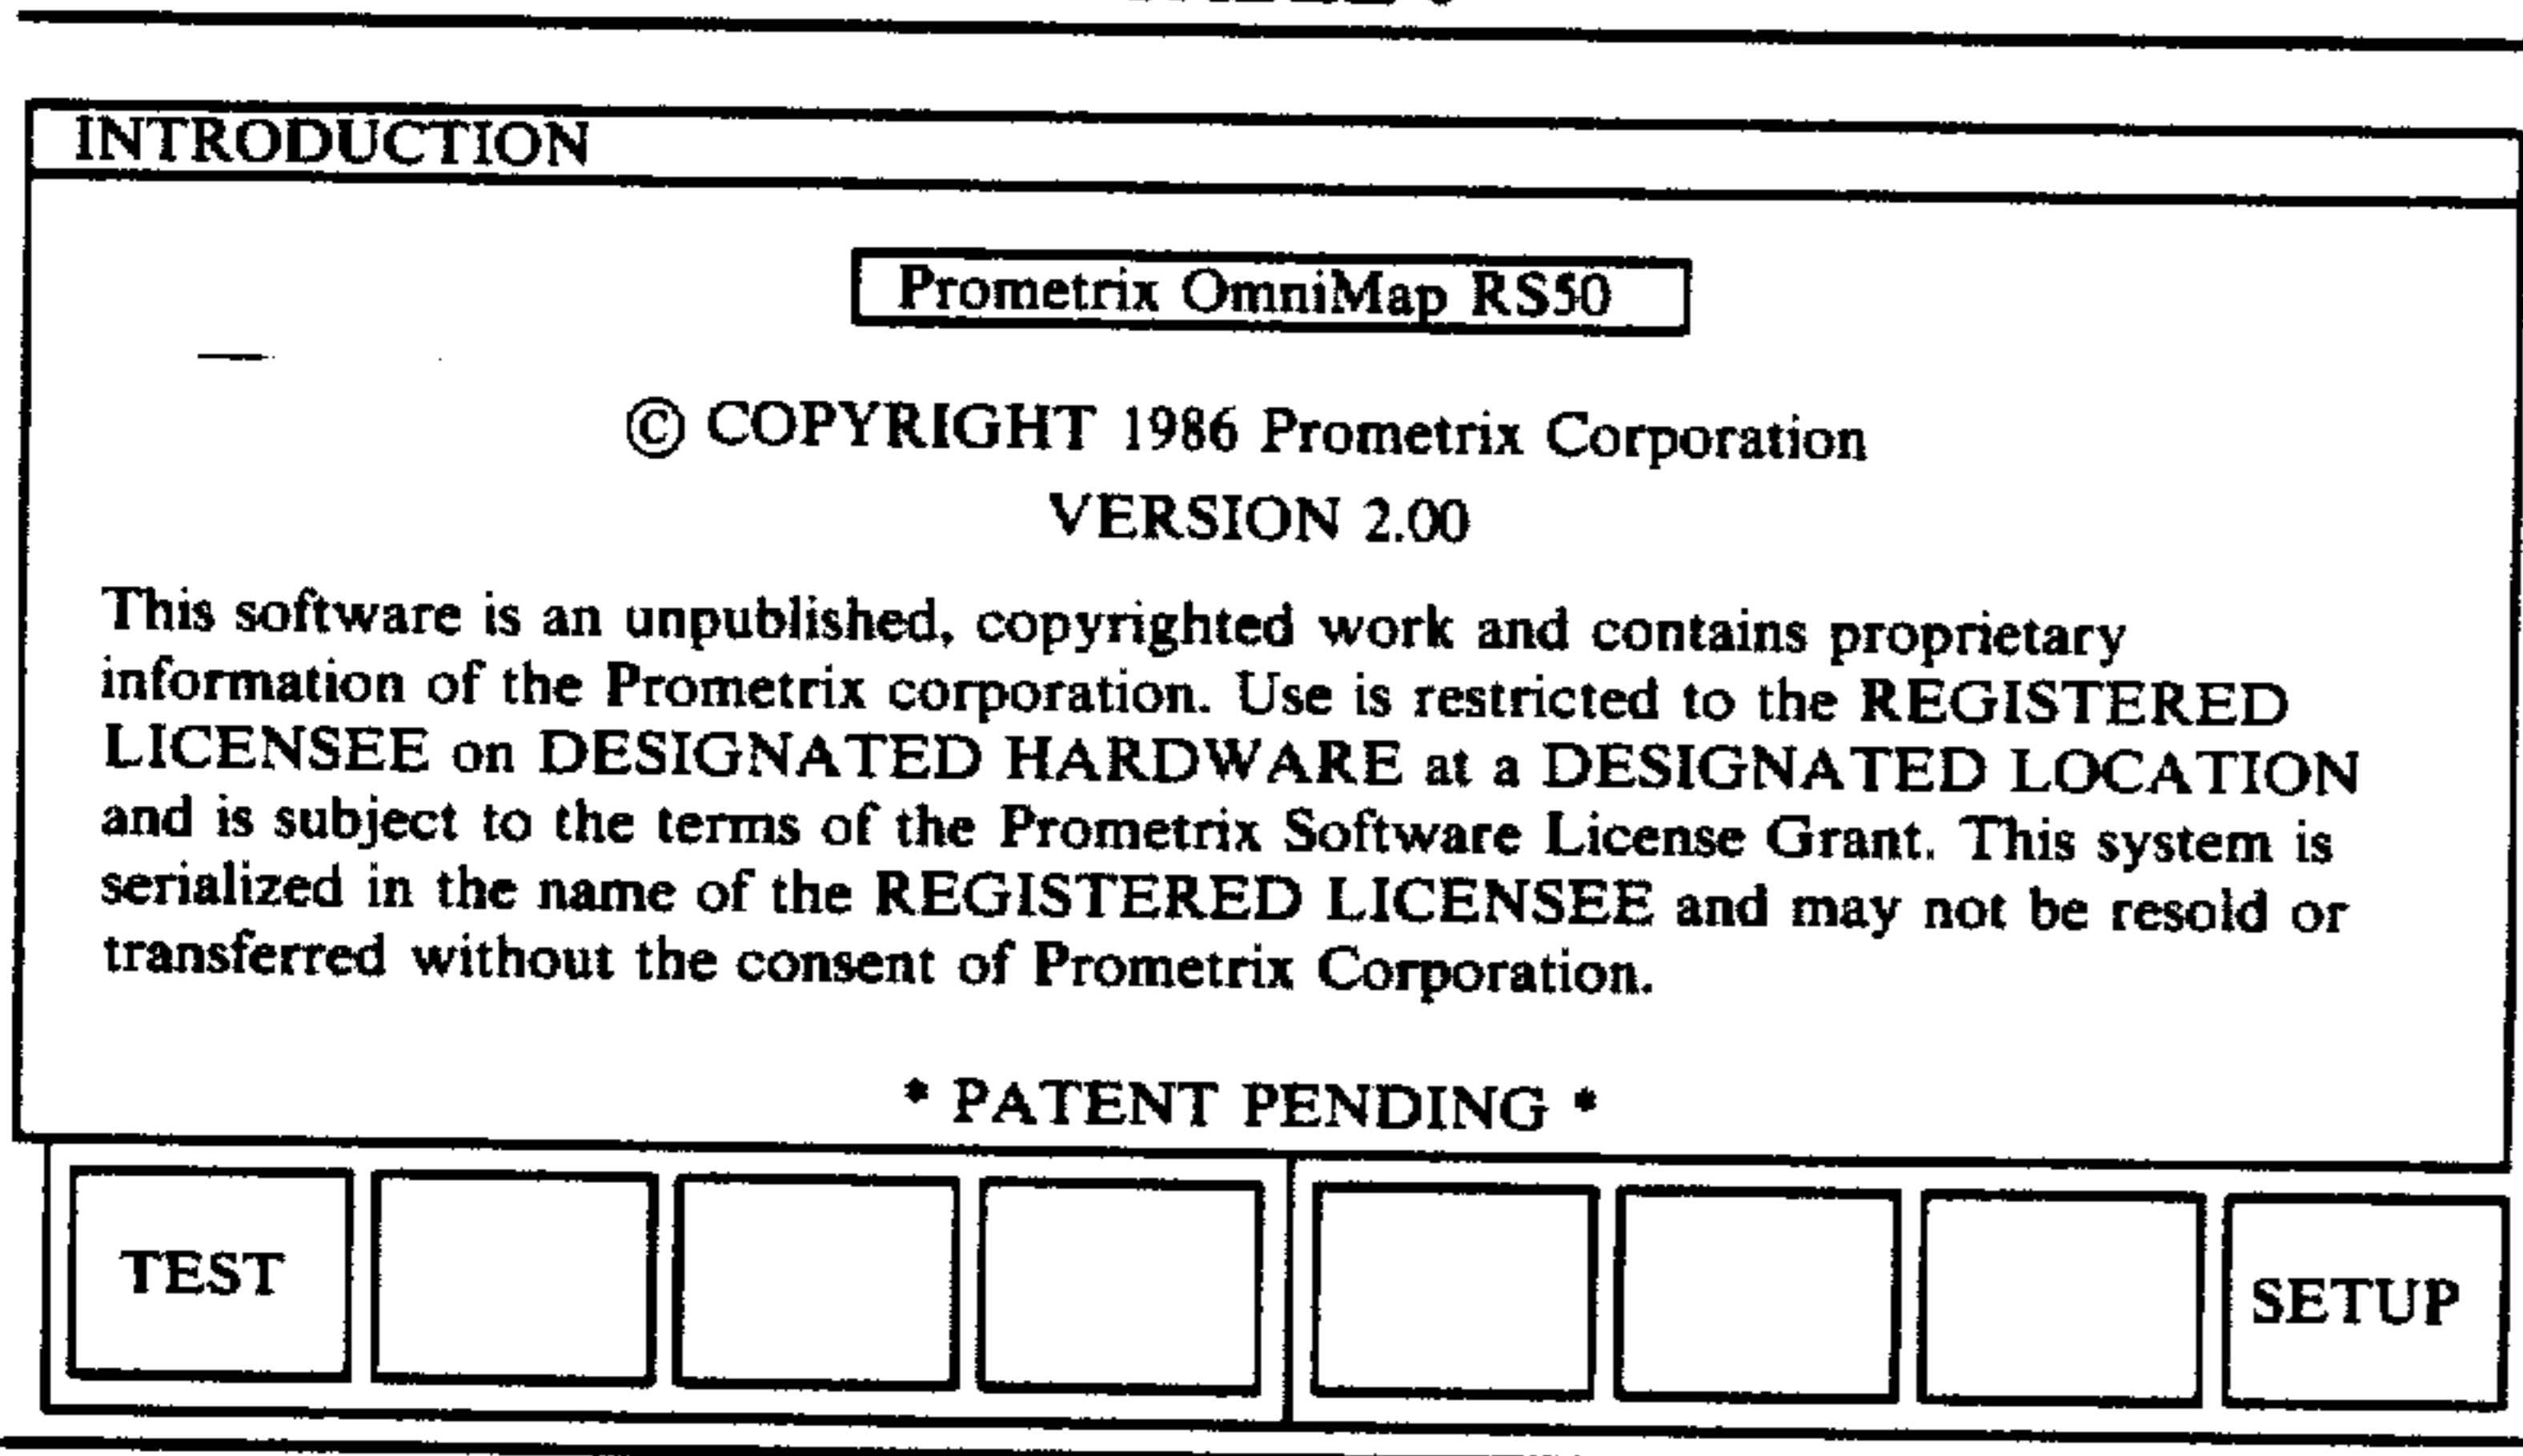 INTRODUCTION
Prometrix OmniMap RS50
© COPYRIGHT 1986 Prometrix Corporation
VERSION 2.00
This software is an unpublished, copyrighted work and contains proprietary
information of the Prometrix corporation. Use is restricted to the REGISTERED
LICENSEE on DESIGNATED HARDWARE at a DESIGNATED LOCATION
and is subject to the terms of the Prometrix Software License Grant. This system is
serialized in the name of the REGISTERED LICENSEE and may not be resold or
transferred without the consent of Prometrix Corporation.
* PATENT PENDING *
TEST
SETUP